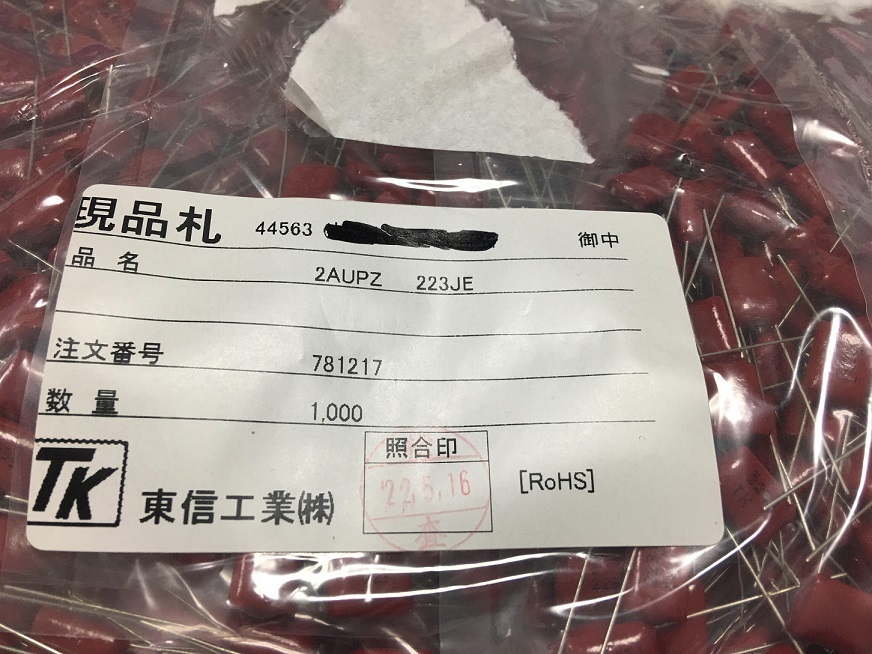 現品札 44563 御中
品名 2AUPZ 223JE
注文番号 781217
数量 1,000
照合印
TK 東信工業㈱ 22.5.16 [RoHS]
査